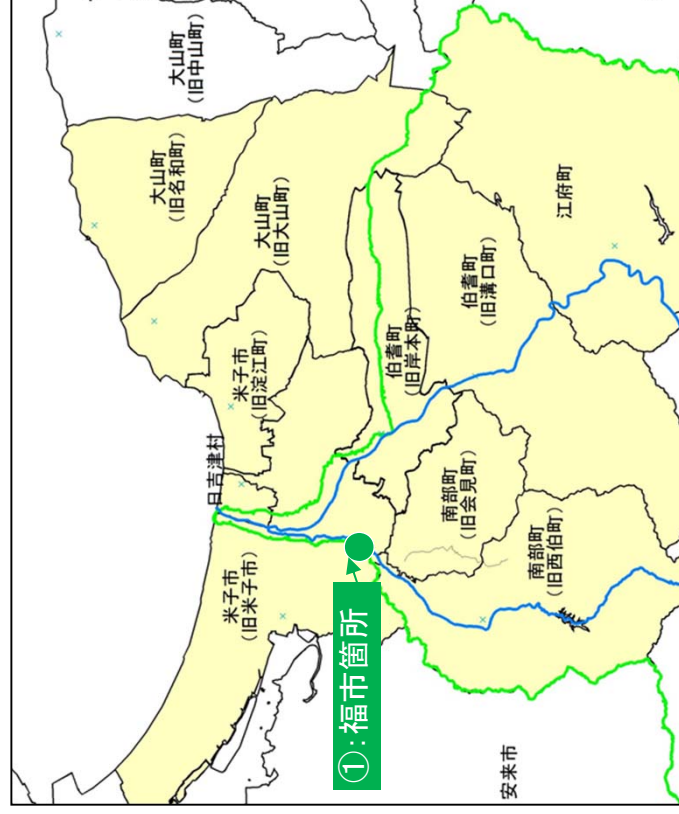 大山町
(旧中山町)
大山町
(旧名和町)
大山町
(旧大山町)
米子市
(旧淀江町)
日吉津村
米子市
(旧米子市)
伯耆町
(旧岸本町)
伯耆町
(旧溝口町)
江府町
南部町
(旧会見町)
南部町
(旧西伯町)
①：福市箇所
安来市